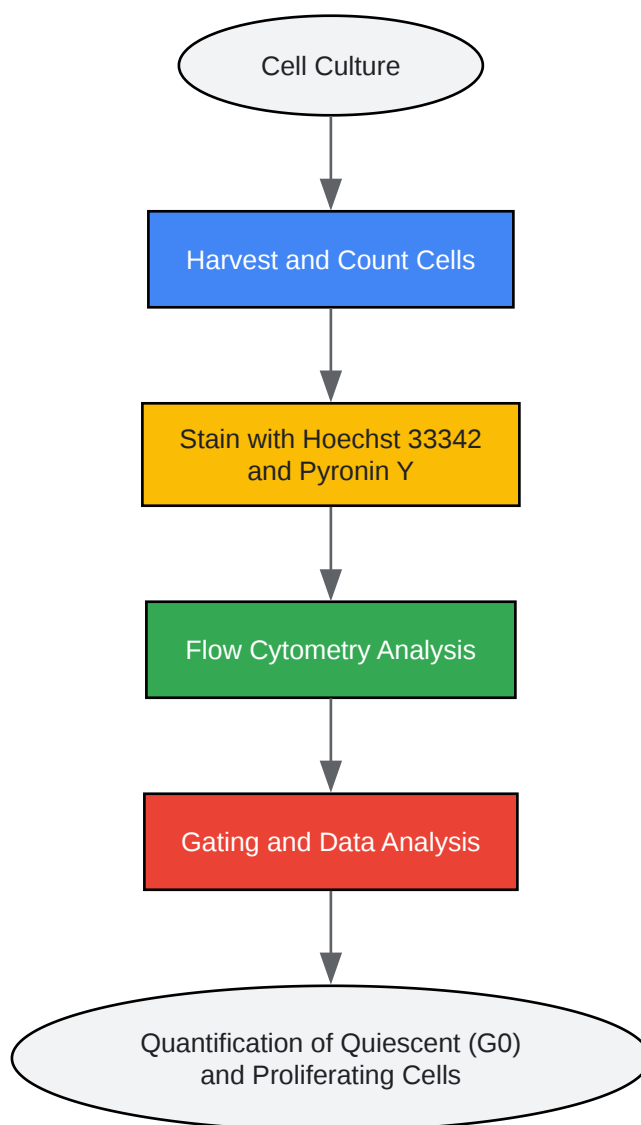 Cell Culture
Harvest and Count Cells
Stain with Hoechst 33342
and Pyronin Y
Flow Cytometry Analysis
Gating and Data Analysis
Quantification of Quiescent (G0)
and Proliferating Cells